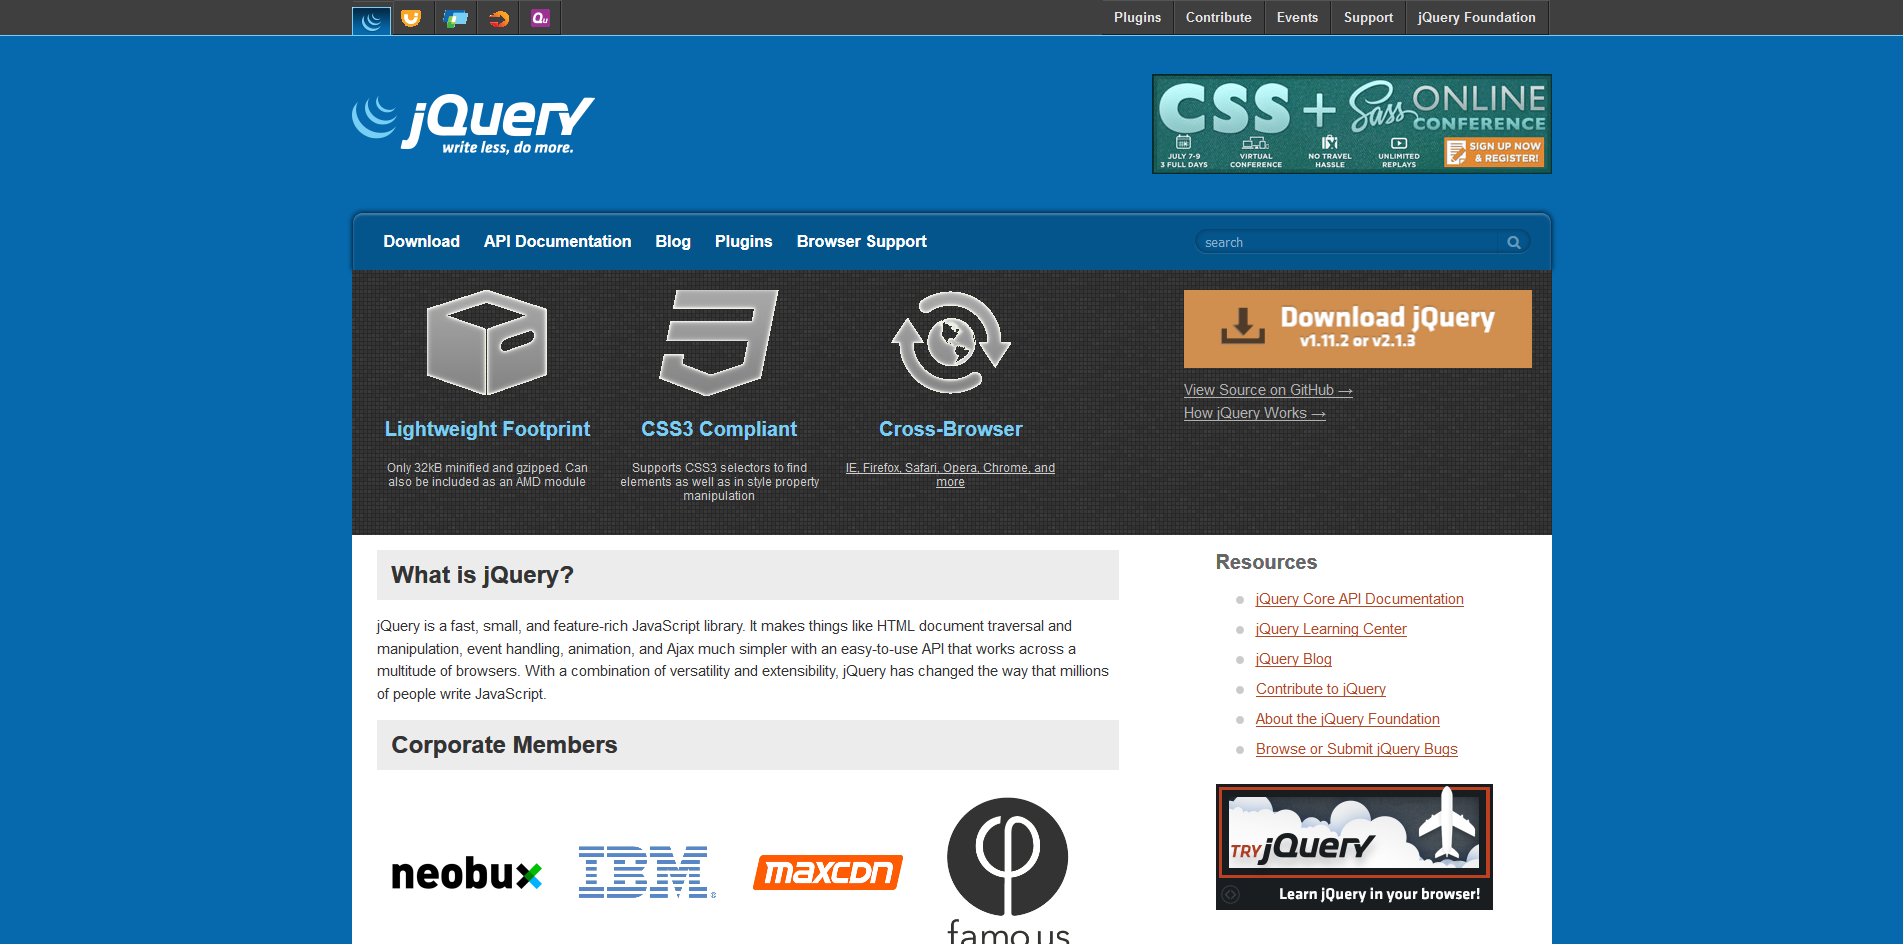 Qu
Plugins Contribute Events Support jQuery Foundation
jQuery
write less, do more.
CSS + Sass ONLINE
CONFERENCE
JULY 7-9
3 FULL DAYS
VIRTUAL
CONFERENCE
NO TRAVEL
HASSLE
UNLIMITED
REPLAYS
SIGN UP NOW
& REGISTER!
Download API Documentation Blog Plugins Browser Support
search
Download jQuery
v1.11.2 or v2.1.3
View Source on GitHub →
How jQuery Works →
Lightweight Footprint
Only 32kB minified and gzipped. Can
also be included as an AMD module
CSS3 Compliant
Supports CSS3 selectors to find
elements as well as in style property
manipulation
Cross-Browser
IE, Firefox, Safari, Opera, Chrome, and
more
What is jQuery?
jQuery is a fast, small, and feature-rich JavaScript library. It makes things like HTML document traversal and
manipulation, event handling, animation, and Ajax much simpler with an easy-to-use API that works across a
multitude of browsers. With a combination of versatility and extensibility, jQuery has changed the way that millions
of people write JavaScript.
Corporate Members
neobux
IBM®
maxcdn
famo.us
Resources
jQuery Core API Documentation
jQuery Learning Center
jQuery Blog
Contribute to jQuery
About the jQuery Foundation
Browse or Submit jQuery Bugs
TRY jQuery
Learn jQuery in your browser!